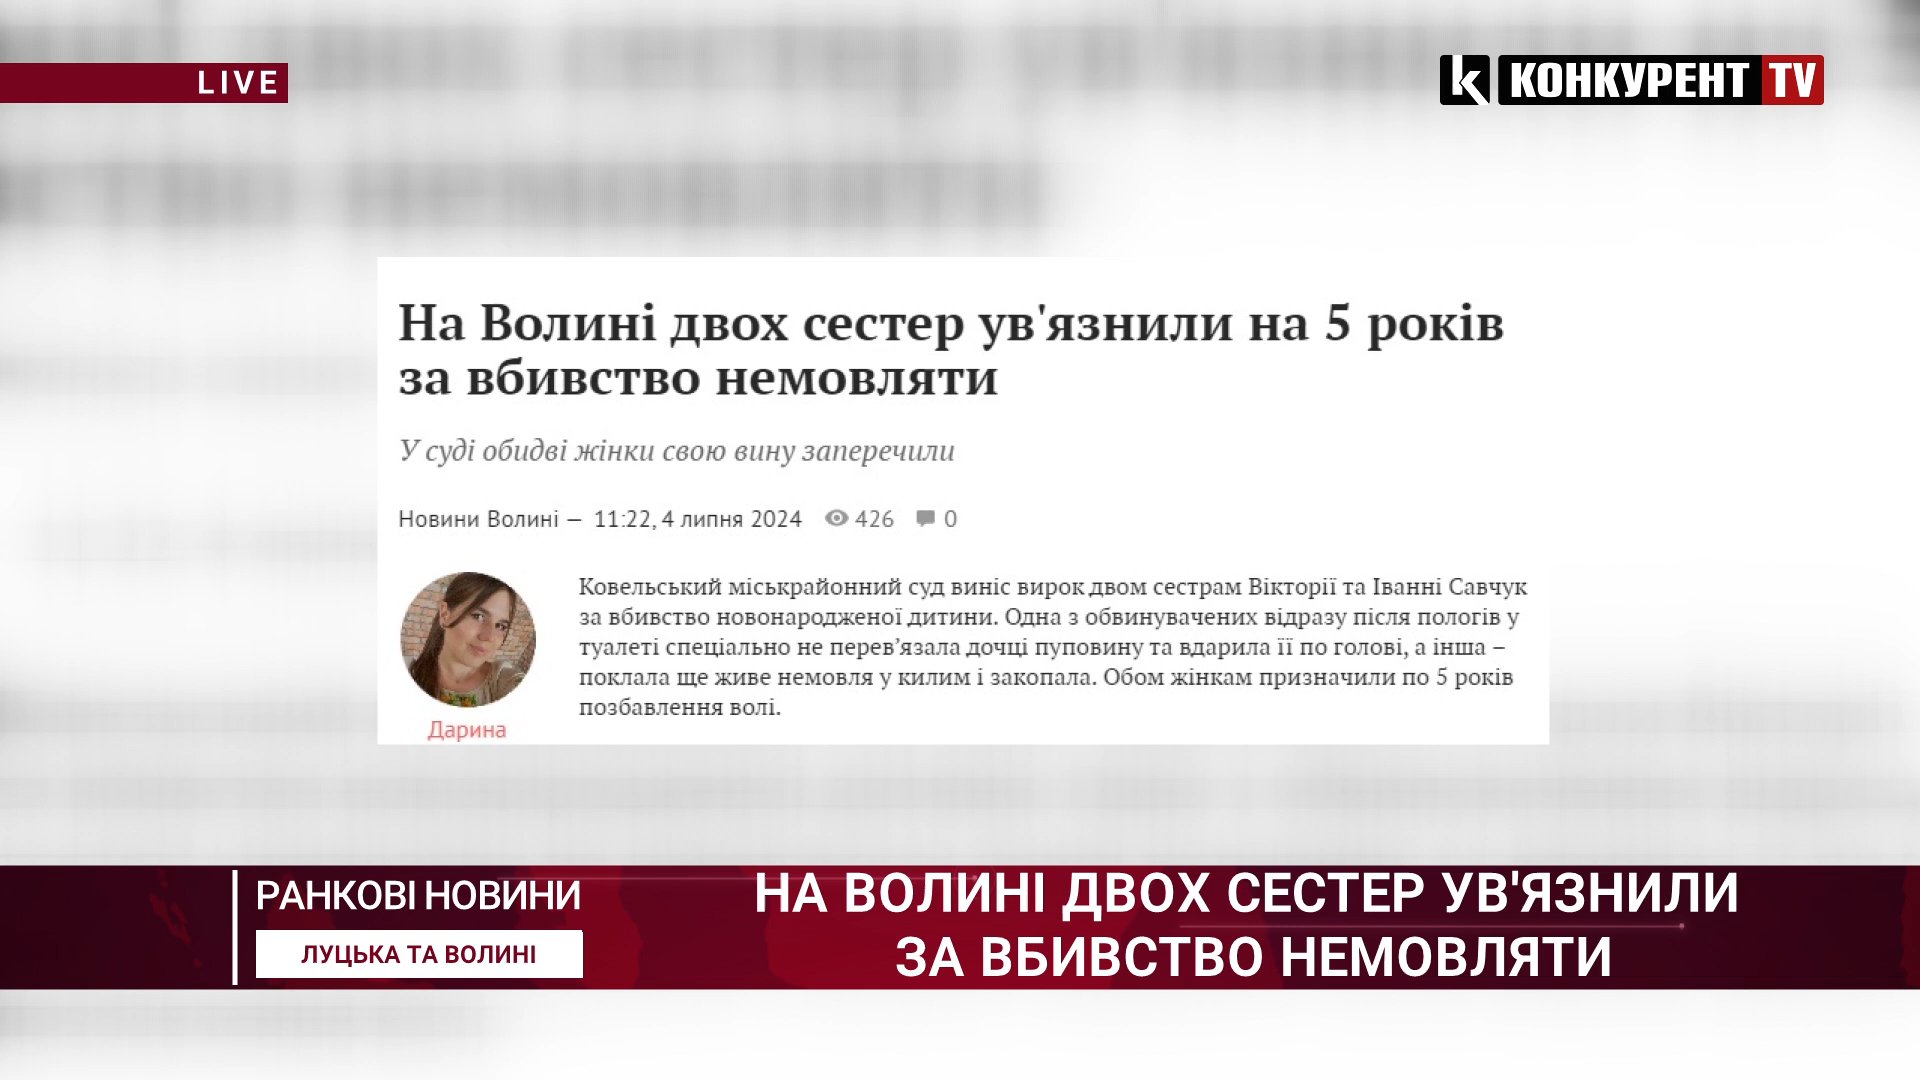 LIVE
k КОНКУРЕНТ TV
На Волині двох сестер ув'язнили на 5 років
за вбивство немовляти
У суді обидві жінки свою вину заперечили
Новини Волині — 11:22, 4 липня 2024 426 0
Ковельський міськрайонний суд виніс вирок двом сестрам Вікторії та Іванні Савчук
за вбивство новонародженої дитини. Одна з обвинувачених відразу після пологів у
туалеті спеціально не перев’язала дочці пуповину та вдарила її по голові, а інша –
поклала ще живе немовля у килим і закопала. Обом жінкам призначили по 5 років
позбавлення волі.
Дарина
РАНКОВІ НОВИНИ
ЛУЦЬКА ТА ВОЛИНІ
НА ВОЛИНІ ДВОХ СЕСТЕР УВ'ЯЗНИЛИ
ЗА ВБИВСТВО НЕМОВЛЯТИ